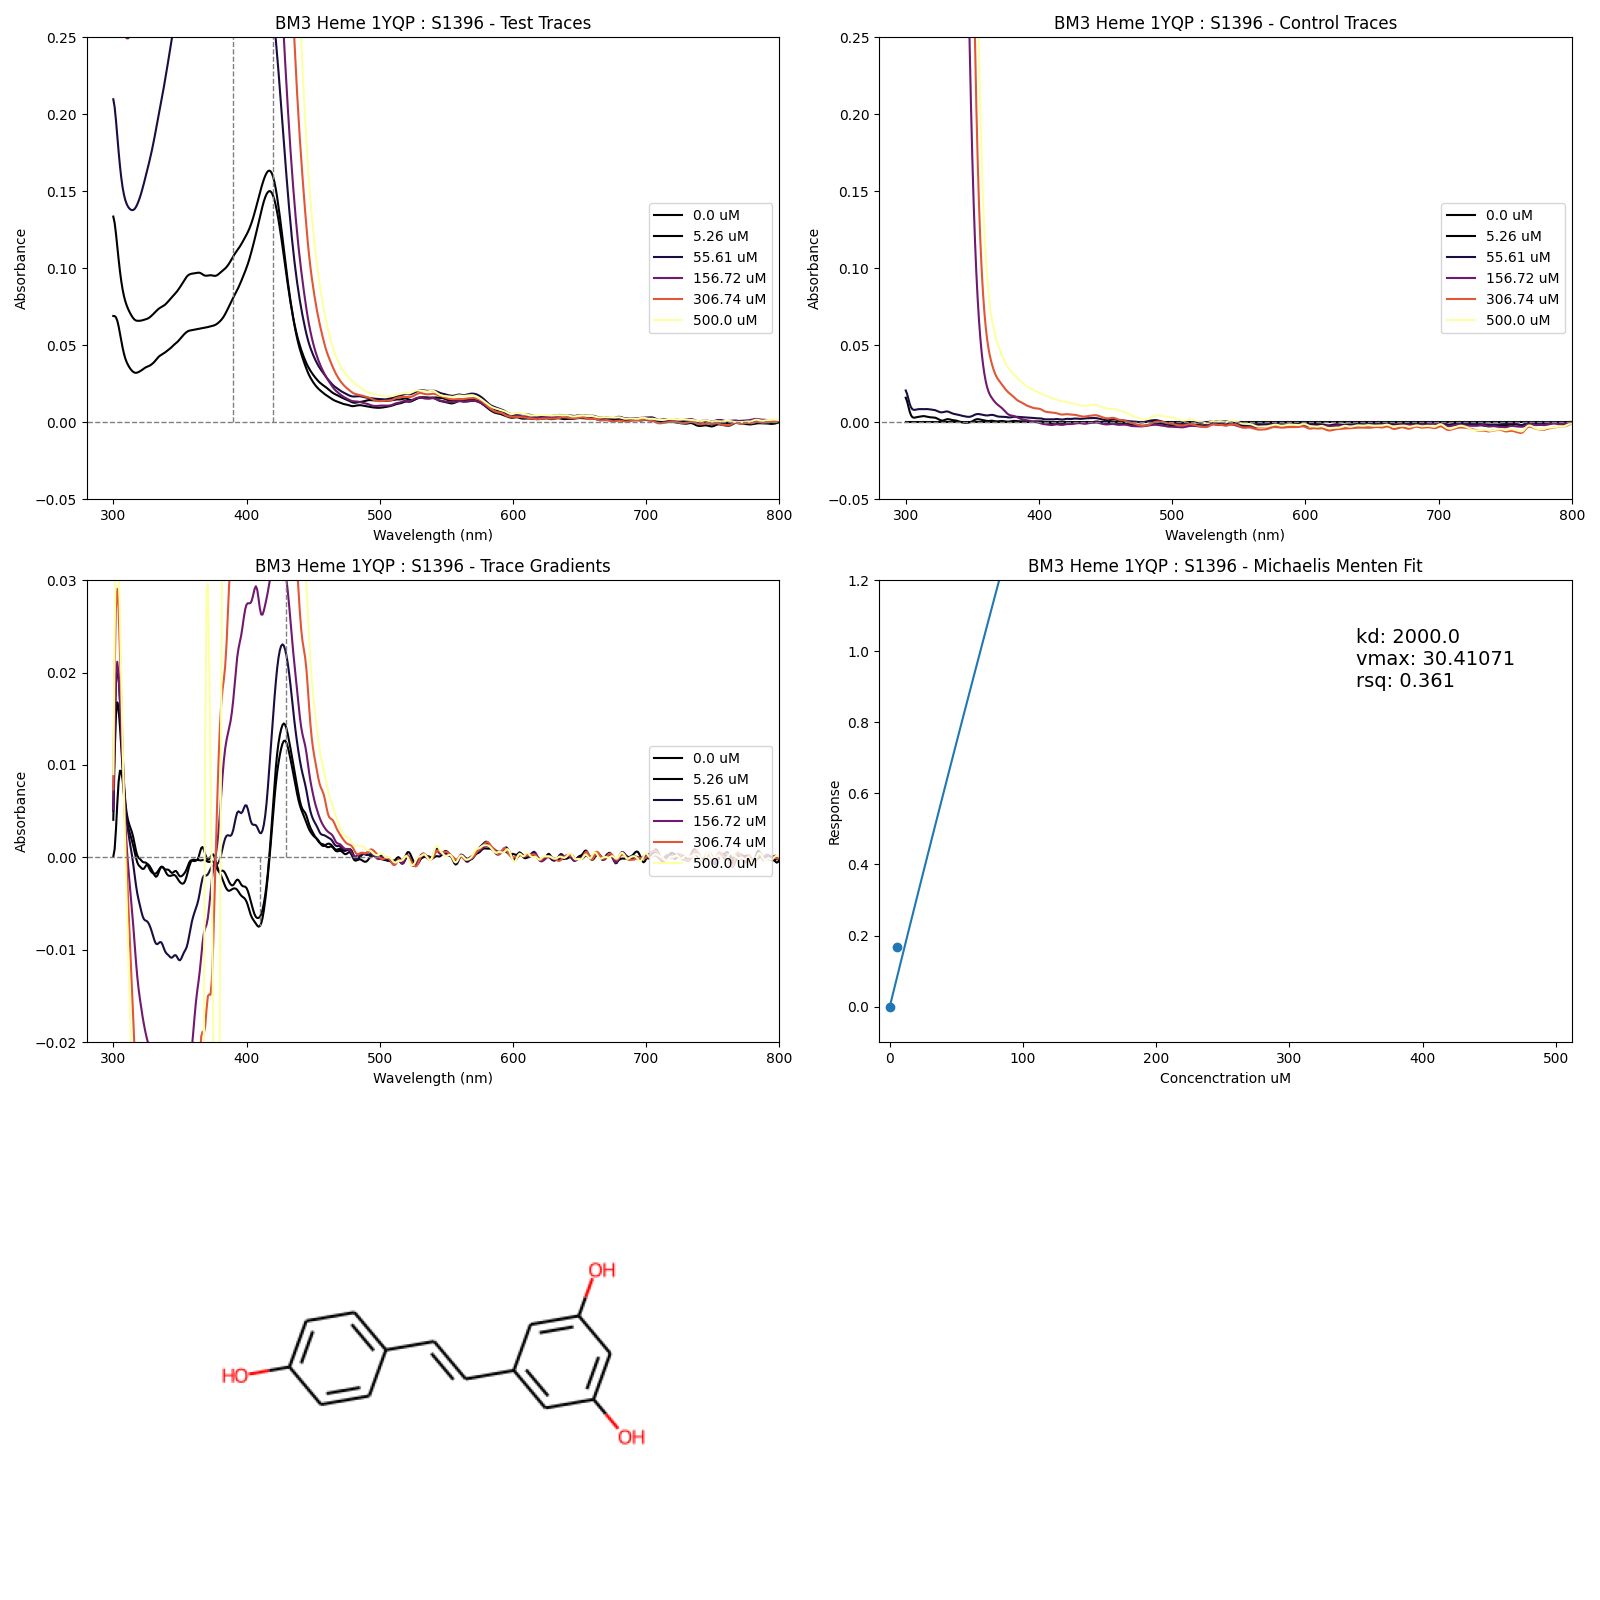 BM3 Heme 1YQP : S1396 - Test Traces
Absorbance
0.25
0.20
0.15
0.10
0.05
0.00
−0.05
300
400
500
600
700
800
Wavelength (nm)
0.0 uM
5.26 uM
55.61 uM
156.72 uM
306.74 uM
500.0 uM
BM3 Heme 1YQP : S1396 - Control Traces
Absorbance
0.25
0.20
0.15
0.10
0.05
0.00
−0.05
300
400
500
600
700
800
Wavelength (nm)
0.0 uM
5.26 uM
55.61 uM
156.72 uM
306.74 uM
500.0 uM
BM3 Heme 1YQP : S1396 - Trace Gradients
Absorbance
0.03
0.02
0.01
0.00
−0.01
−0.02
300
400
500
600
700
800
Wavelength (nm)
0.0 uM
5.26 uM
55.61 uM
156.72 uM
306.74 uM
500.0 uM
BM3 Heme 1YQP : S1396 - Michaelis Menten Fit
Response
1.2
1.0
0.8
0.6
0.4
0.2
0.0
0
100
200
300
400
500
Concenctration uM
kd: 2000.0
vmax: 30.41071
rsq: 0.361
OH
HO
OH